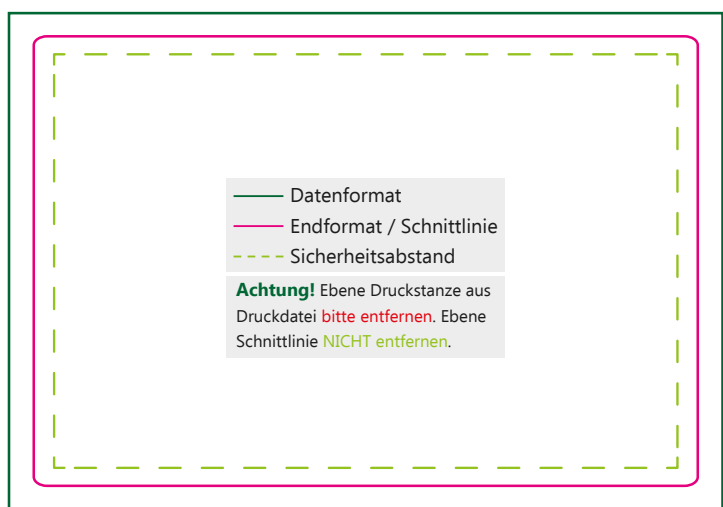 Datenformat
Endformat / Schnittlinie
Sicherheitsabstand
Achtung! Ebene Druckstanze aus
Druckdatei bitte entfernen. Ebene
Schnittlinie NICHT entfernen.